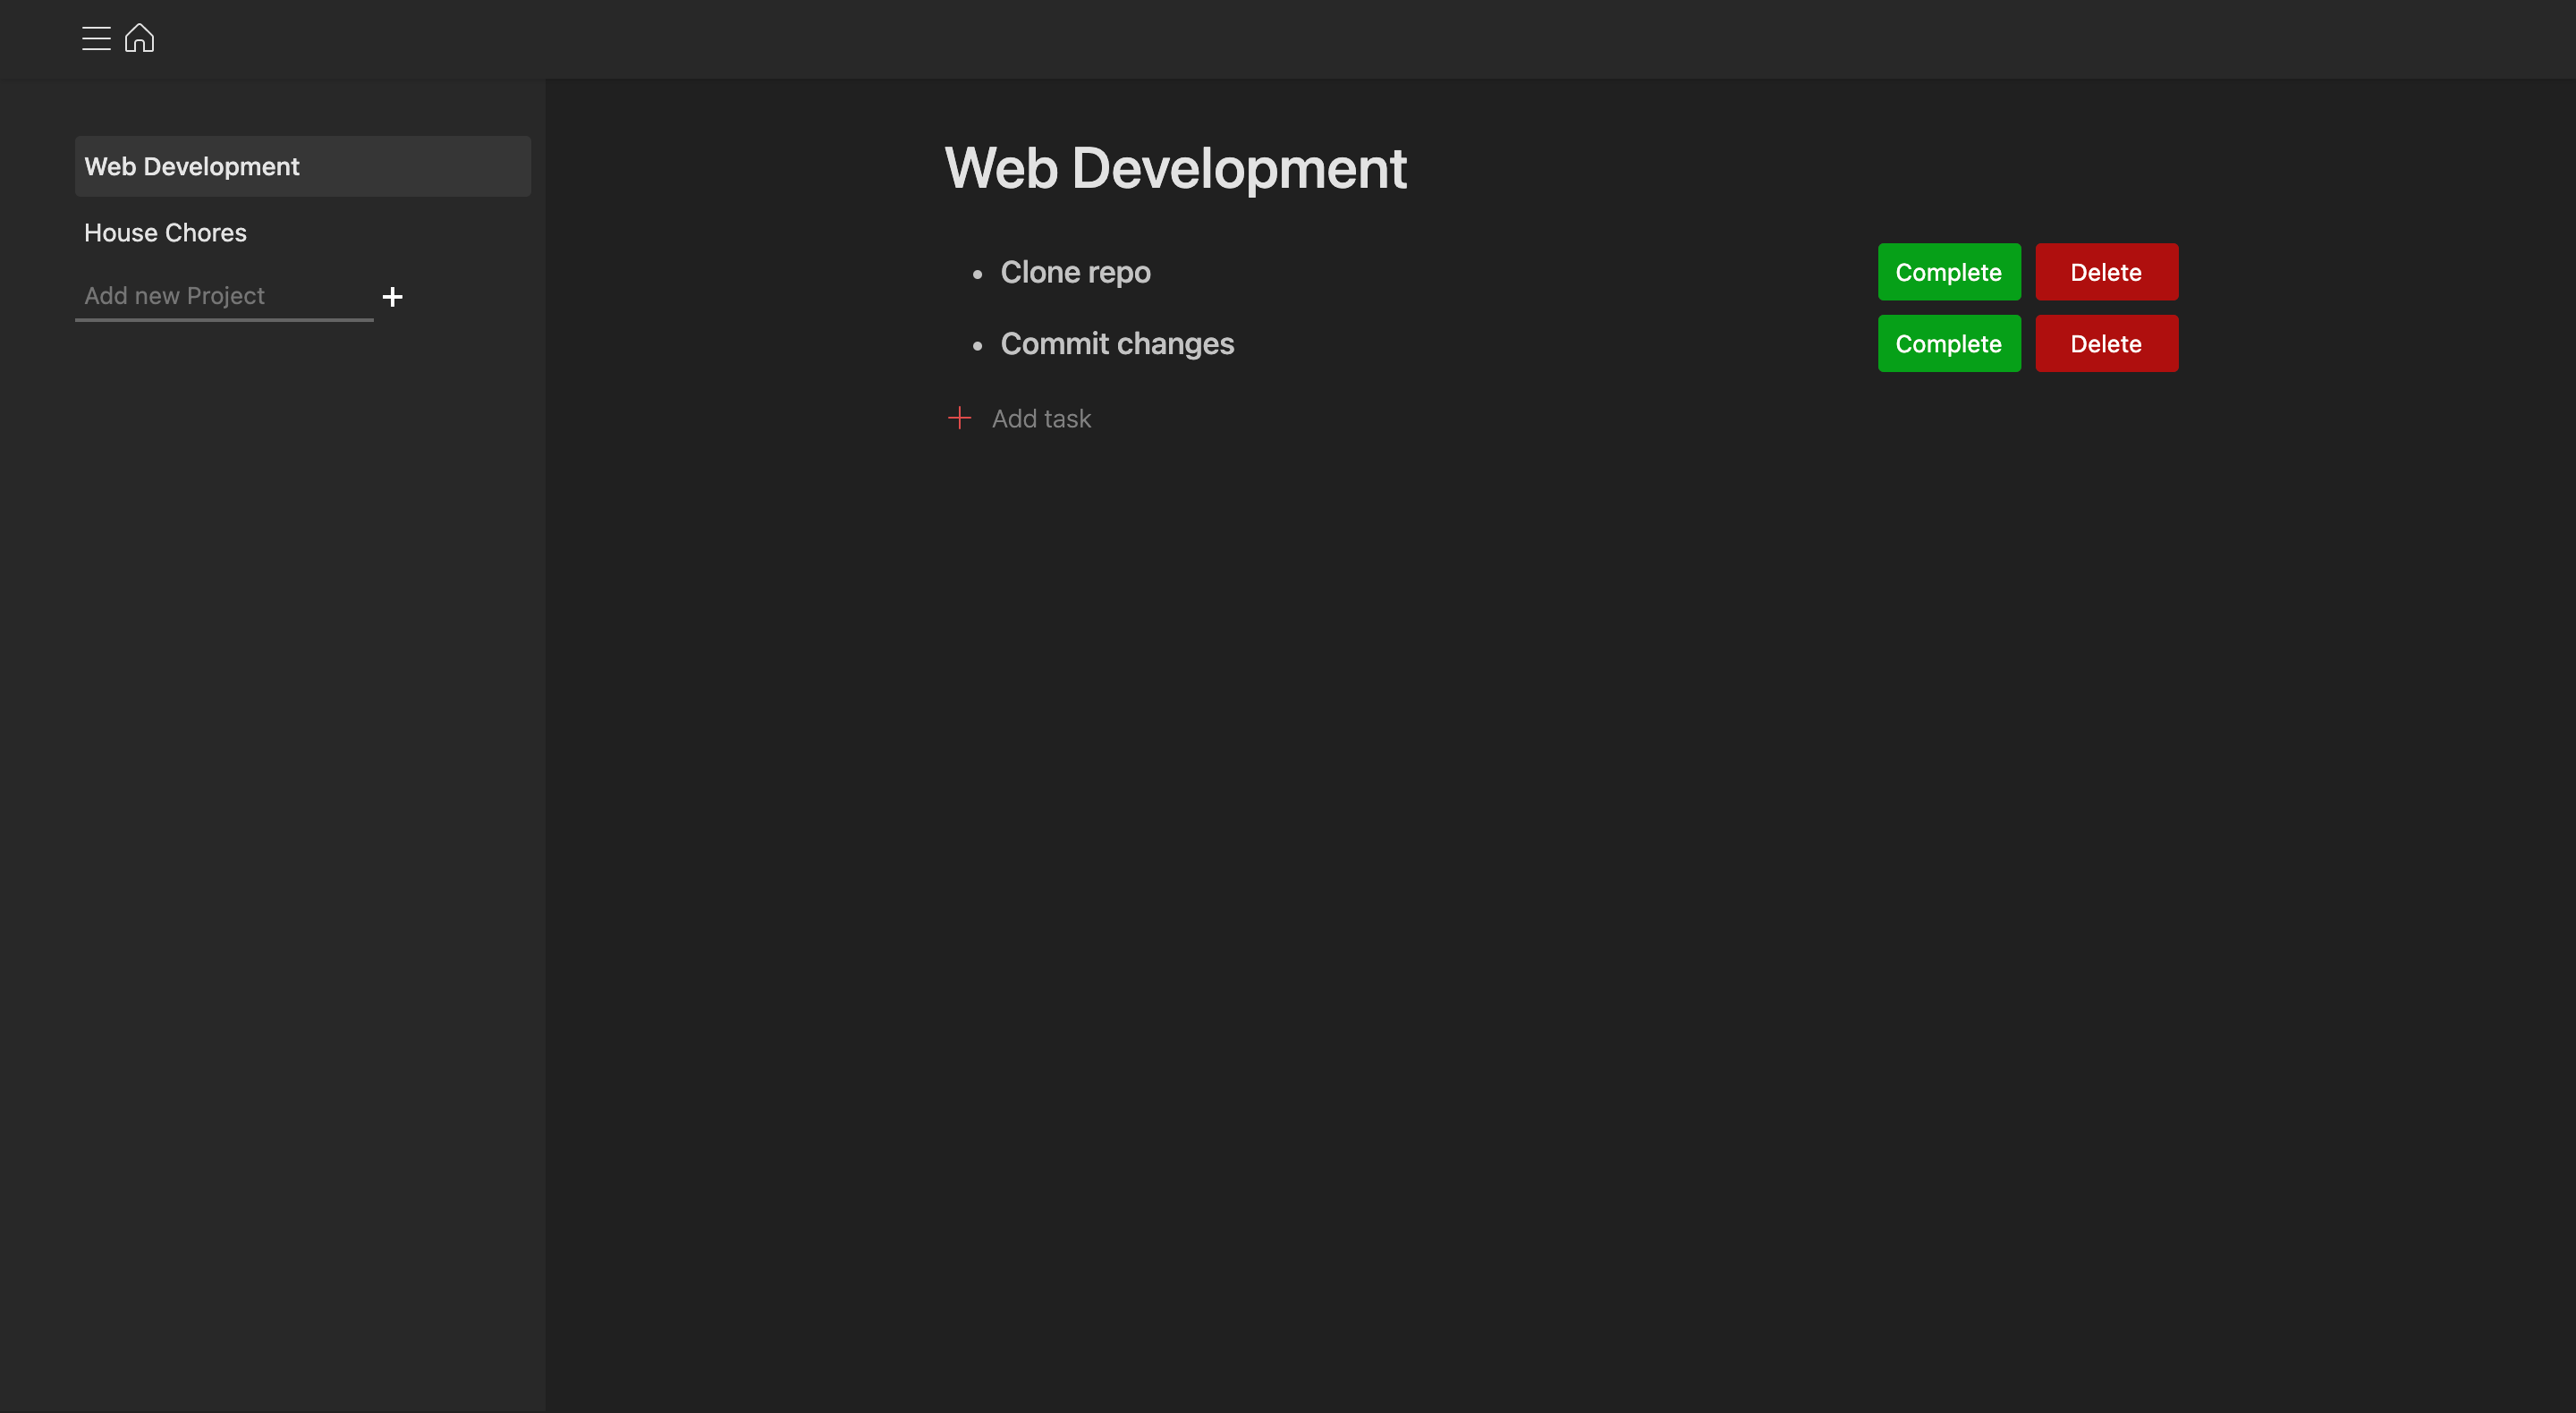 Web Development
House Chores
Add new Project
Web Development
Clone repo
Complete
Delete
Commit changes
Complete
Delete
Add task